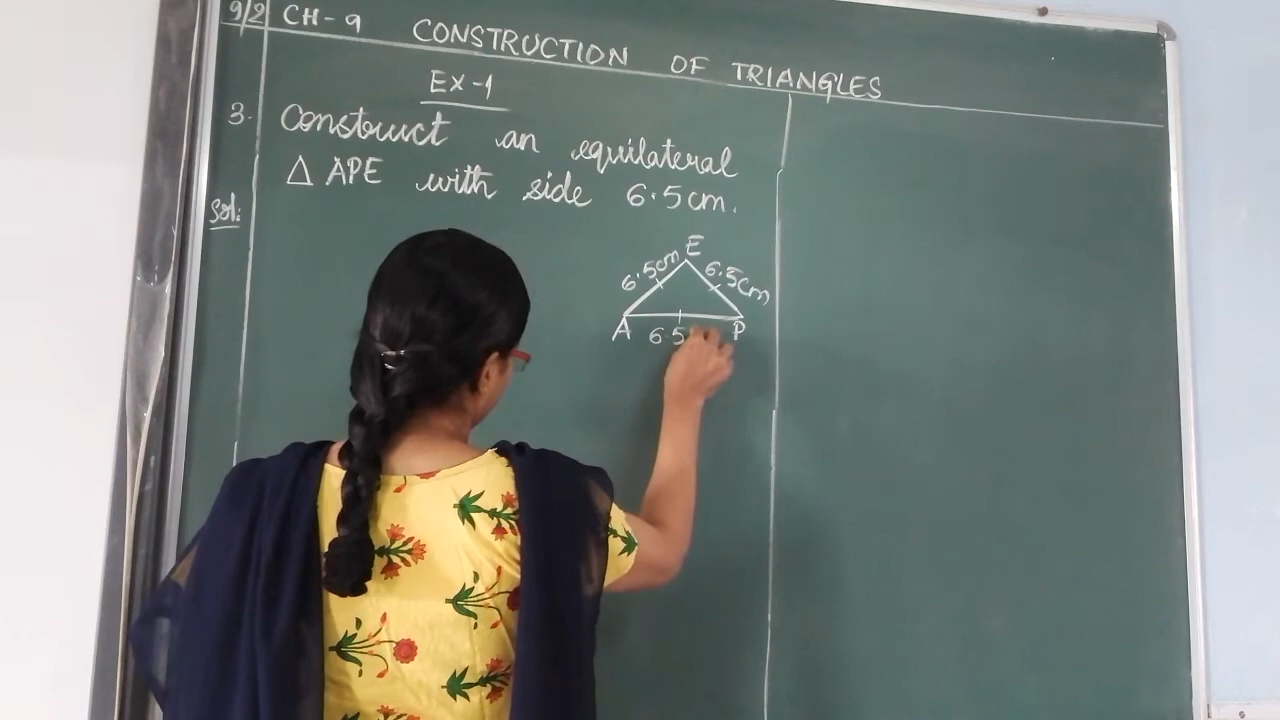 9/2 CH-9 CONSTRUCTION OF TRIANGLES
Ex-1
3. Construct an equilateral
△ APE with side 6.5cm.
Sol:
E
6.5cm 6.5cm
A P
6.5